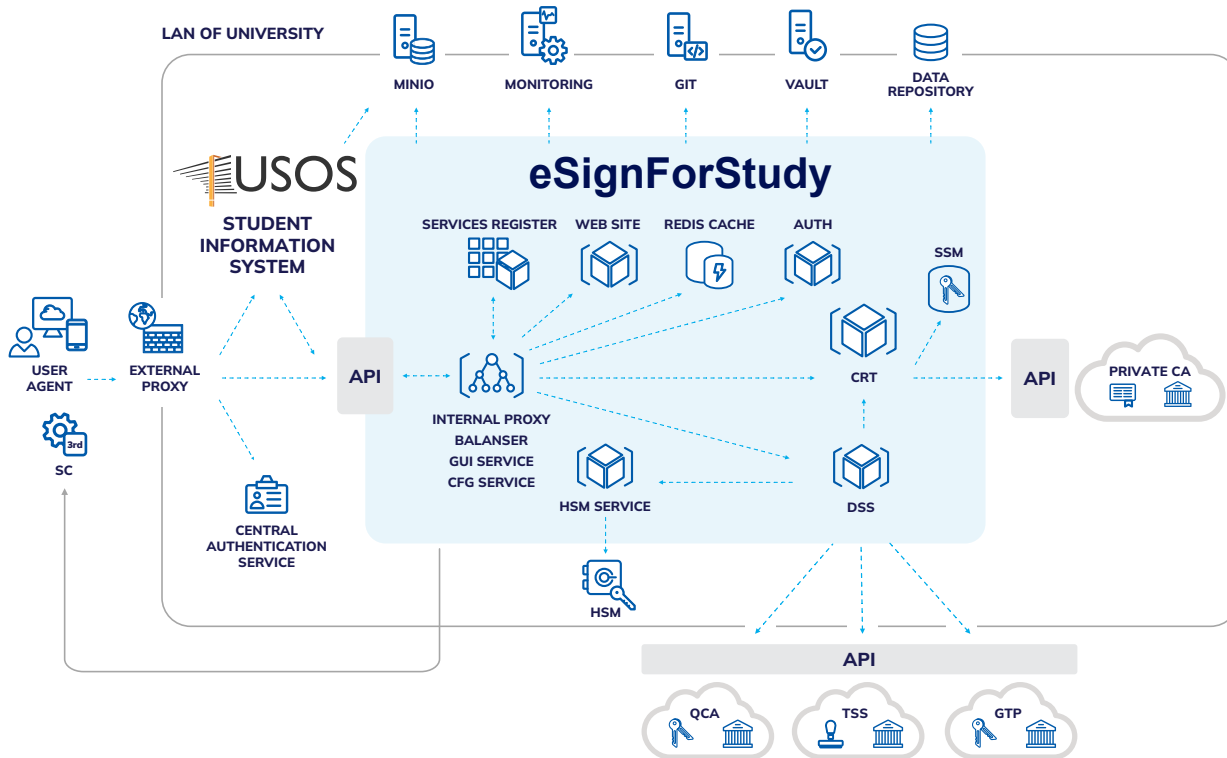 LAN OF UNIVERSITY
MINIO
MONITORING
GIT
VAULT
DATA
REPOSITORY
USOS
STUDENT
INFORMATION
SYSTEM
eSignForStudy
SERVICES REGISTER
WEB SITE
REDIS CACHE
AUTH
SSM
USER
AGENT
EXTERNAL
PROXY
API
CRT
API
PRIVATE CA
3rd
SC
INTERNAL PROXY
BALANSER
GUI SERVICE
CFG SERVICE
HSM SERVICE
DSS
CENTRAL
AUTHENTICATION
SERVICE
HSM
API
QCA
TSS
GTP